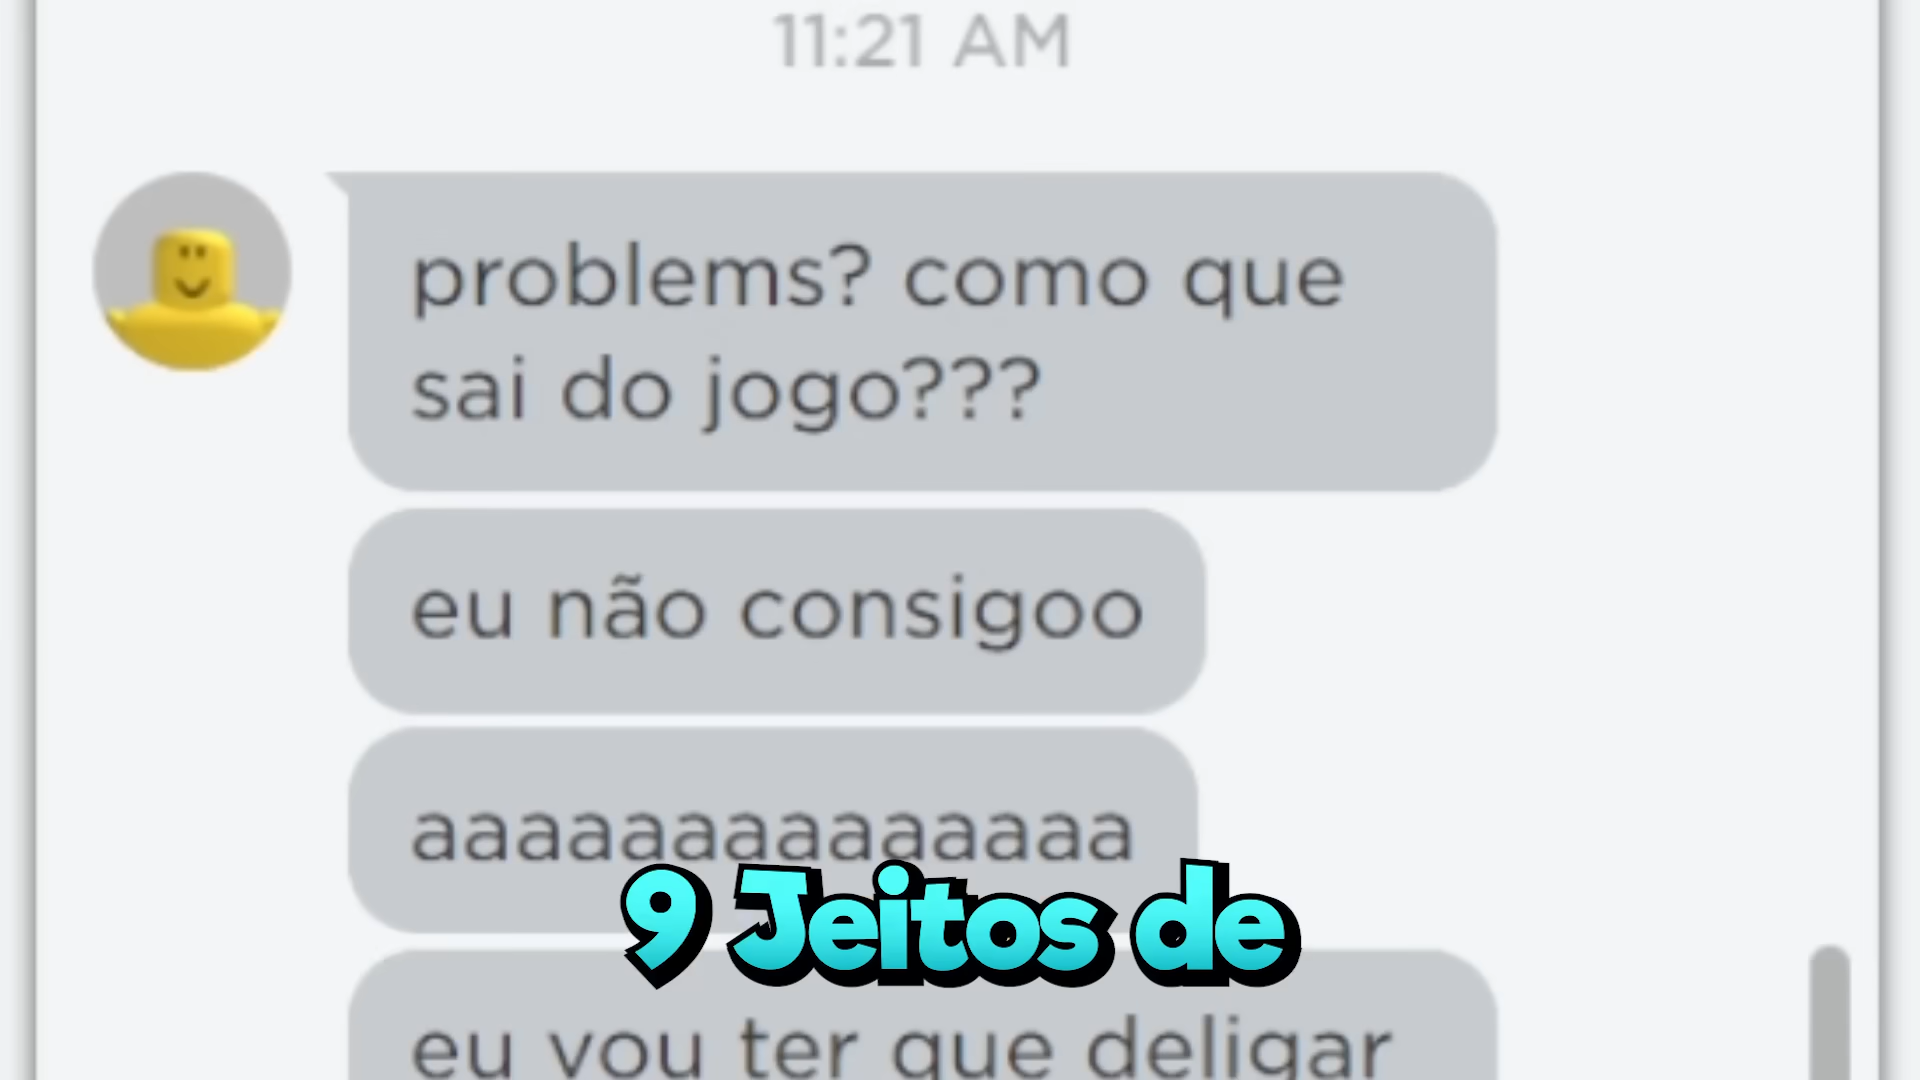 11:21 AM
problems? como que
sai do jogo???
eu não consigoo
aaaaaaaaaaaaaa
9 Jeitos de
eu vou ter que deligar